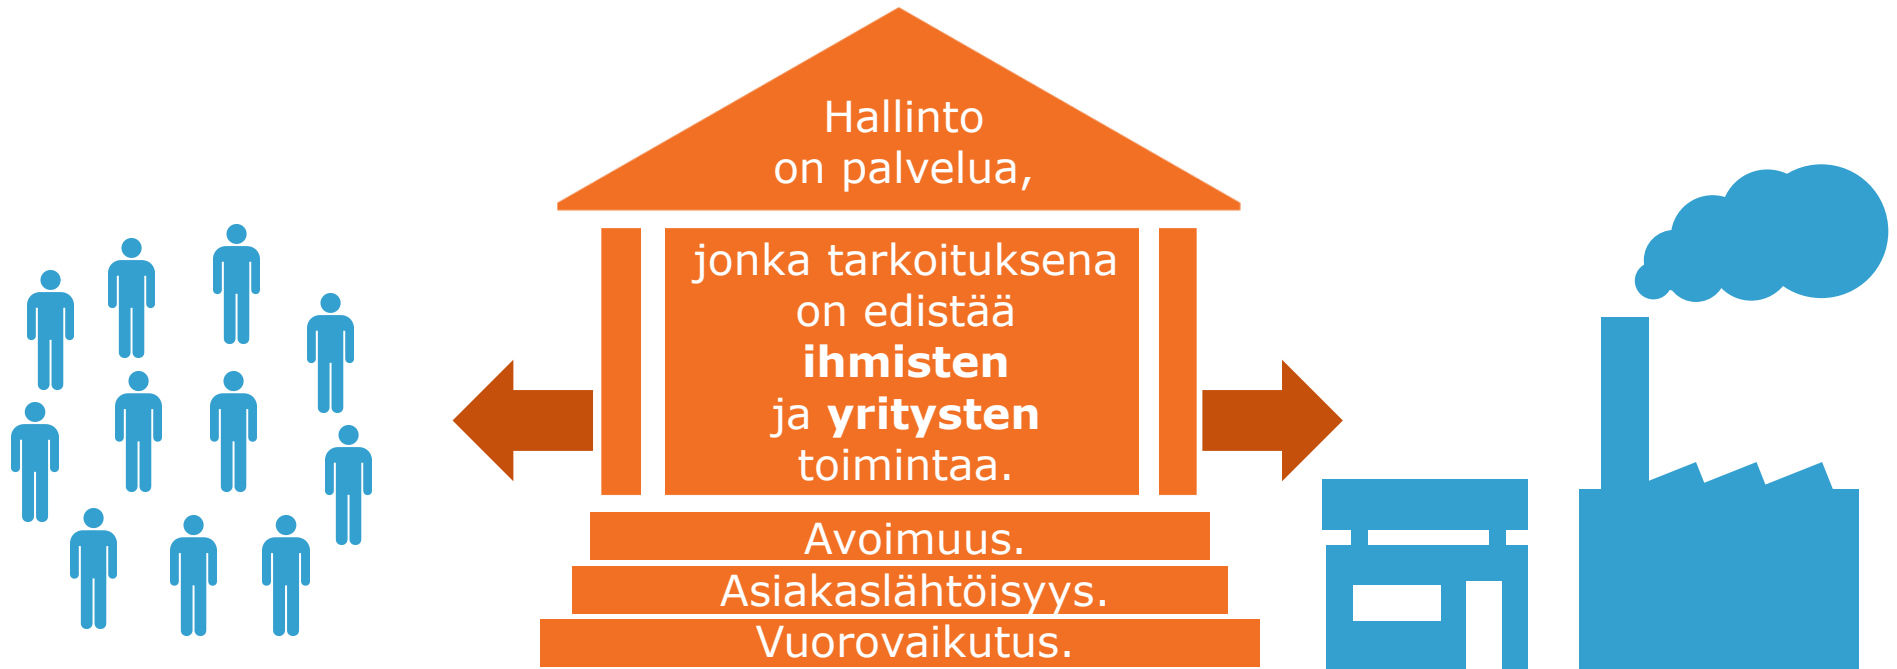 Hallinto
on palvelua,
jonka tarkoituksena
on edistää
ihmisten
ja yritysten
toimintaa.
Avoimuus.
Asiakaslähtöisyys.
Vuorovaikutus.